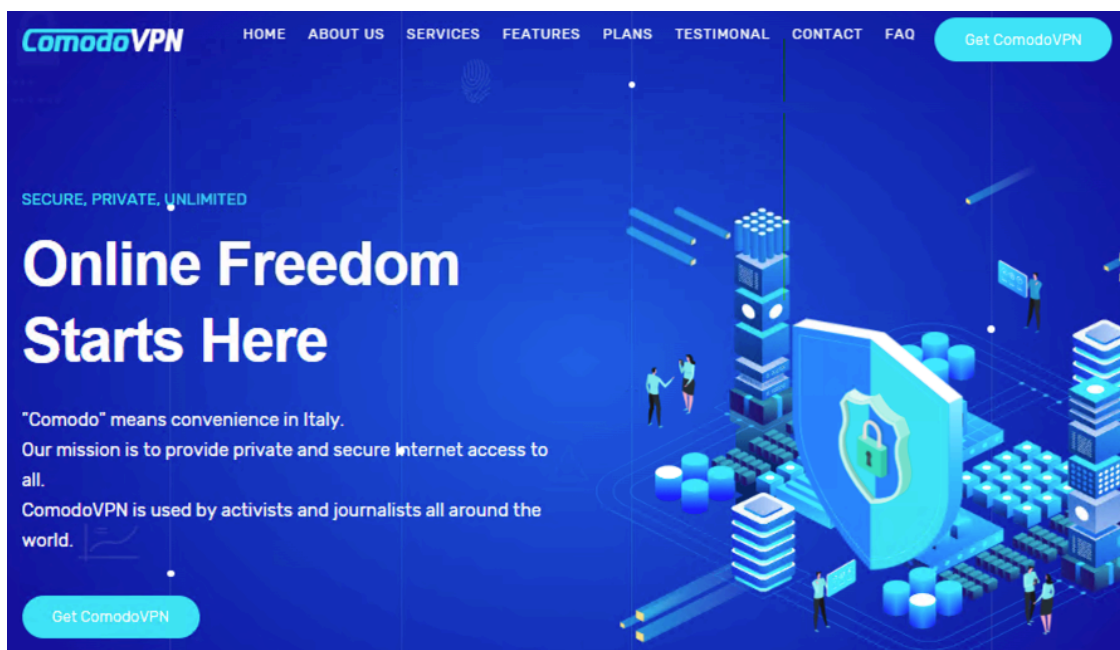 ComodoVPN
HOME ABOUT US SERVICES FEATURES PLANS TESTIMONAL CONTACT FAQ Get ComodoVPN
SECURE, PRIVATE, UNLIMITED
Online Freedom
Starts Here
"Comodo" means convenience in Italy.
Our mission is to provide private and secure Internet access to
all.
ComodoVPN is used by activists and journalists all around the
world.
Get ComodoVPN